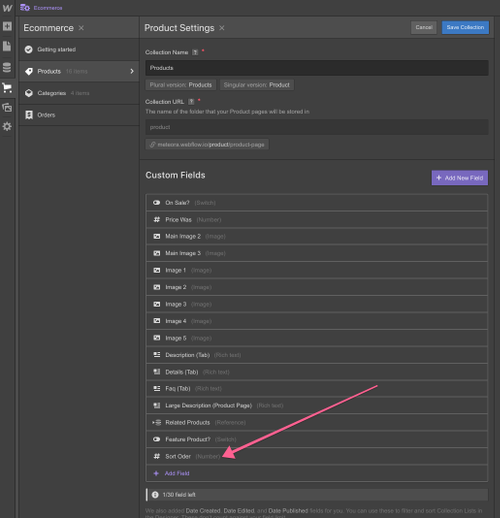 Ecommerce
Ecommerce
Getting started
Products 10 items
Categories 4 items
Orders
Product Settings
Cancel
Save Collection
Collection Name ? *
Products
Plural version: Products
Singular version: Product
Collection URL ? *
The name of the folder that your Product pages will be stored in
product
/product/product-page
Custom Fields
+ Add New Field
On Sale? (Switch)
Price Was (Number)
Main Image 2 (Image)
Main Image 3 (Image)
Image 1 (Image)
Image 2 (Image)
Image 3 (Image)
Image 4 (Image)
Image 5 (Image)
Description (Tab) (Rich text)
Details (Tab) (Rich text)
Faq (Tab) (Rich text)
Large Description (Product Page) (Rich text)
Related Products (Reference)
Feature Product? (Switch)
Sort Oder (Number)
+ Add Field
1/30 field left
We also added Date Created, Date Edited, and Date Published fields for you. You can use these to filter and sort Collection Lists in